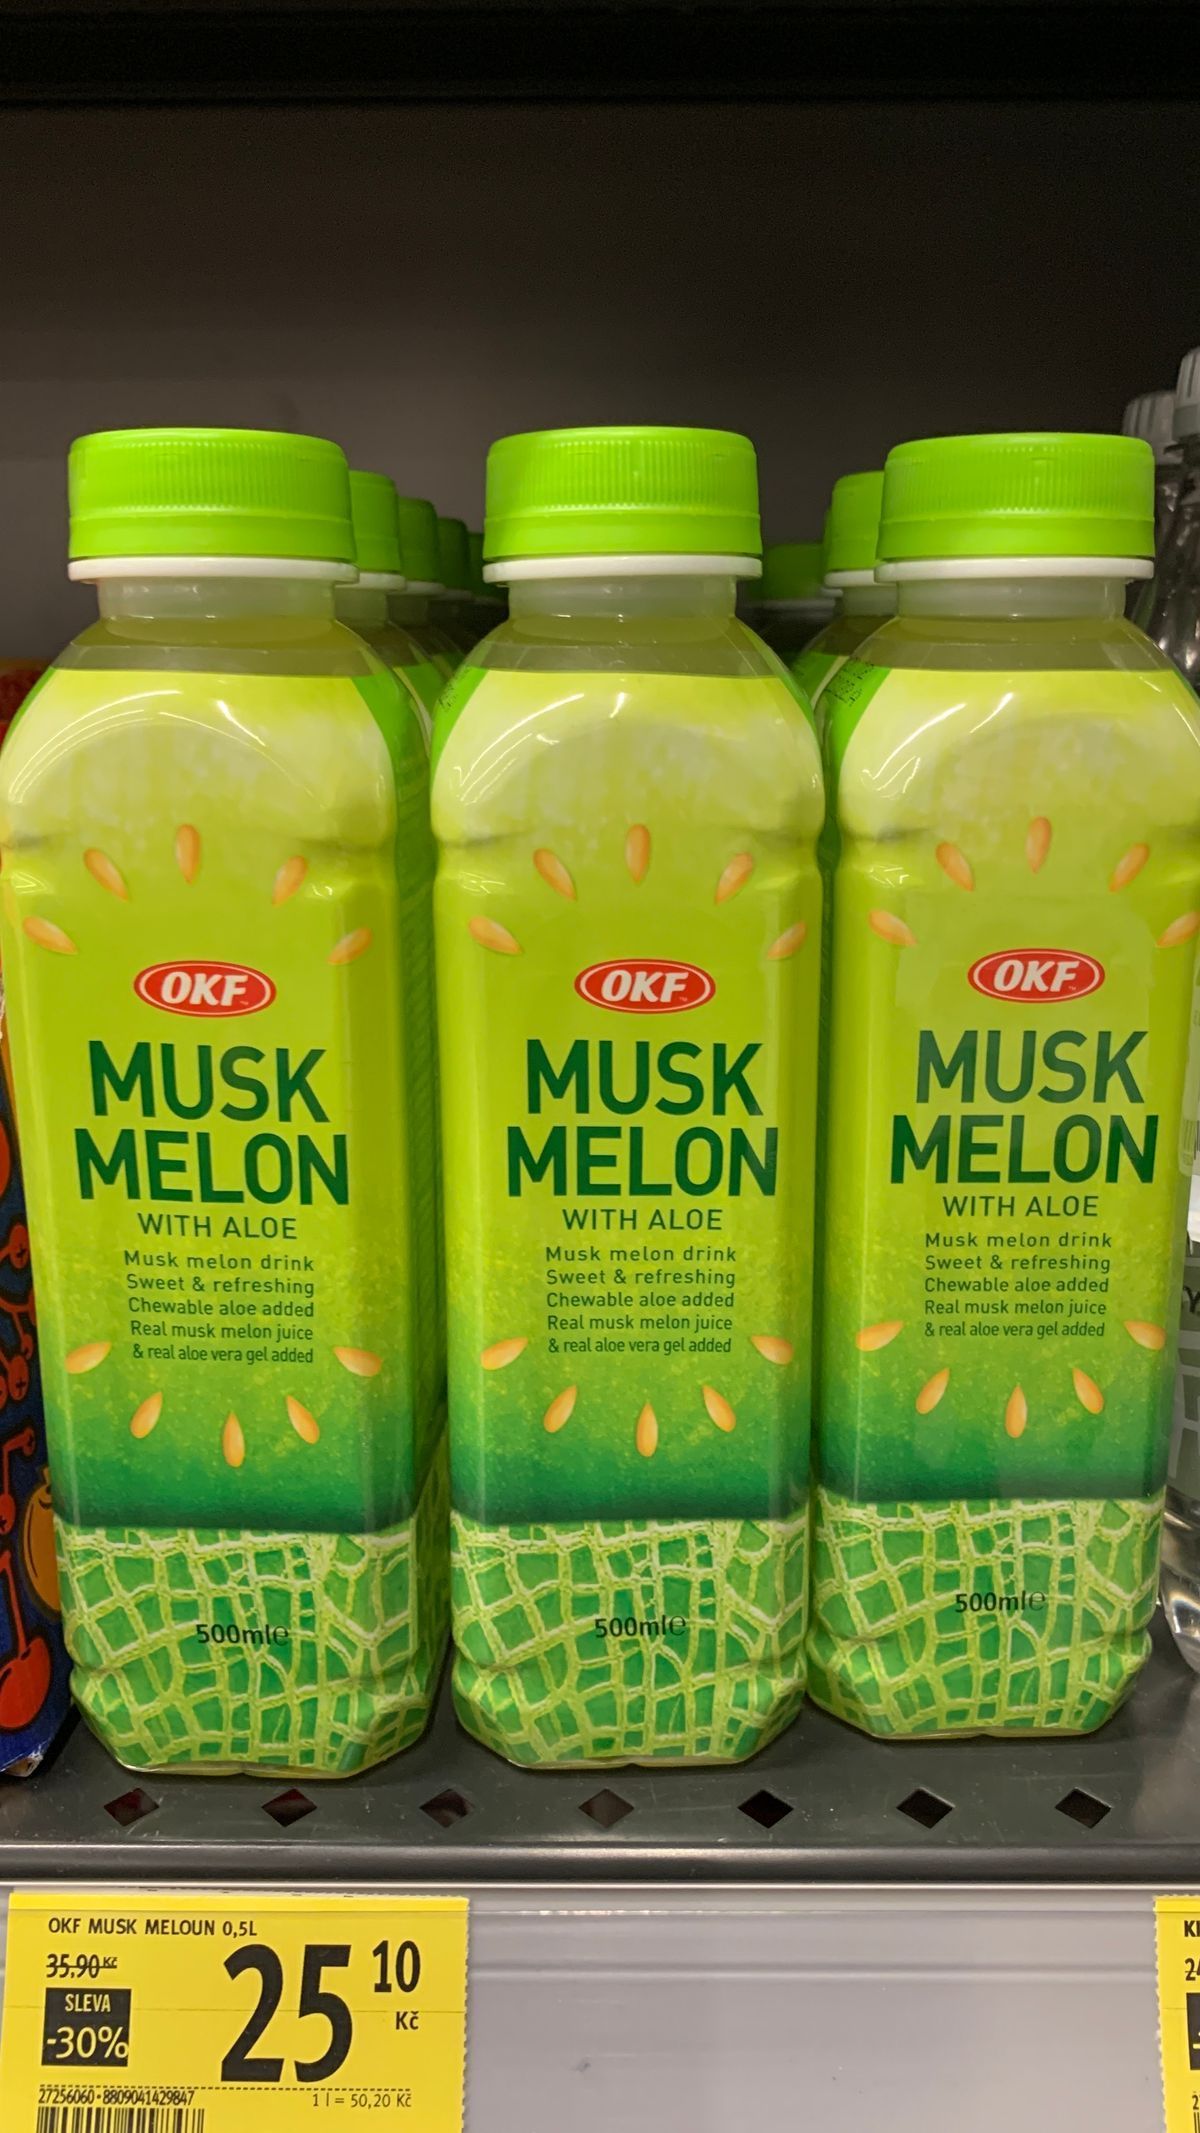 OKF
MUSK
MELON
WITH ALOE
Musk melon drink
Sweet & refreshing
Chewable aloe added
Real musk melon juice
& real aloe vera gel added
500ml℮
OKF
MUSK
MELON
WITH ALOE
Musk melon drink
Sweet & refreshing
Chewable aloe added
Real musk melon juice
& real aloe vera gel added
500ml℮
OKF
MUSK
MELON
WITH ALOE
Musk melon drink
Sweet & refreshing
Chewable aloe added
Real musk melon juice
& real aloe vera gel added
500ml℮
OKF MUSK MELOUN 0,5L
35,90 Kč
SLEVA
-30%
25 10
Kč
27256060-8809041429847
1 l = 50,20 Kč